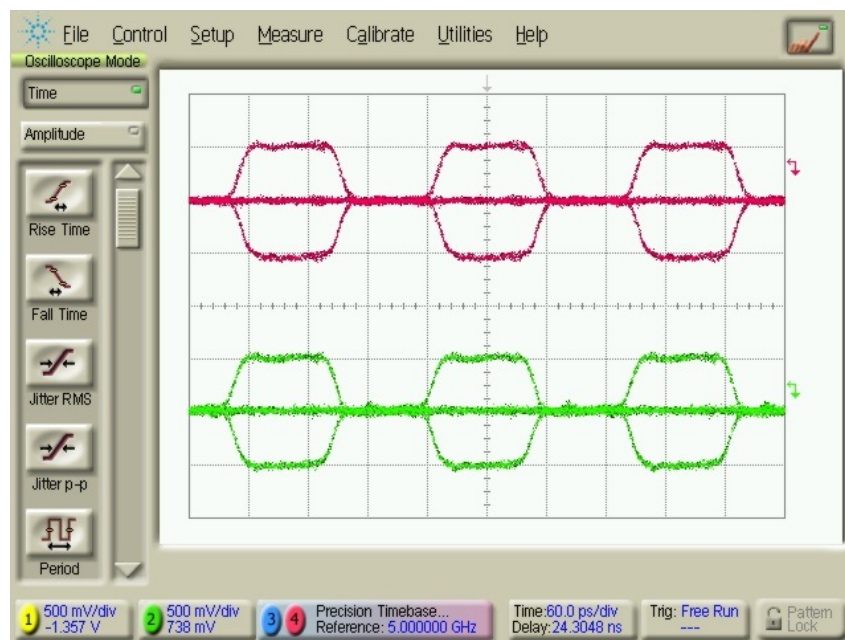 File Control Setup Measure Calibrate Utilities Help
Oscilloscope Mode
Time
Amplitude
Rise Time
Fall Time
Jitter RMS
Jitter p-p
Period
1 500 mV/div
-1.357 V
2 500 mV/div
738 mV
3 4 Precision Timebase...
Reference: 5.000000 GHz
Time:60.0 ps/div
Delay:24.3048 ns
Trig: Free Run
---
Pattern
Lock